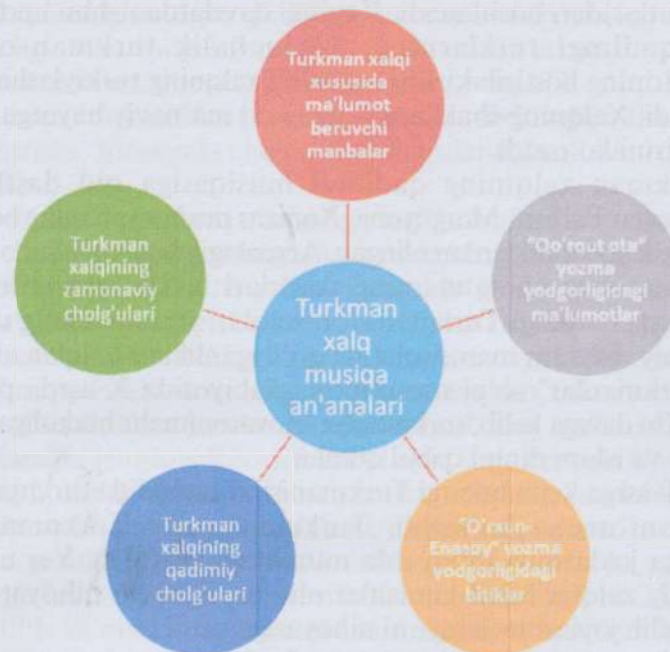 Turkman xalqi
xususida
ma'lumot
beruvchi
manbalar
"Qo'rqut ota"
yozma
yodgorligidagi
ma'lumotlar
Turkman
xalqining
zamonaviy
cholg'ulari
Turkman
xalq
musiqa
an'analari
Turkman
xalqining
qadimiy
cholg'ulari
"O'rxun-
Enasoy" yozma
yodgorligidagi
bitiklar